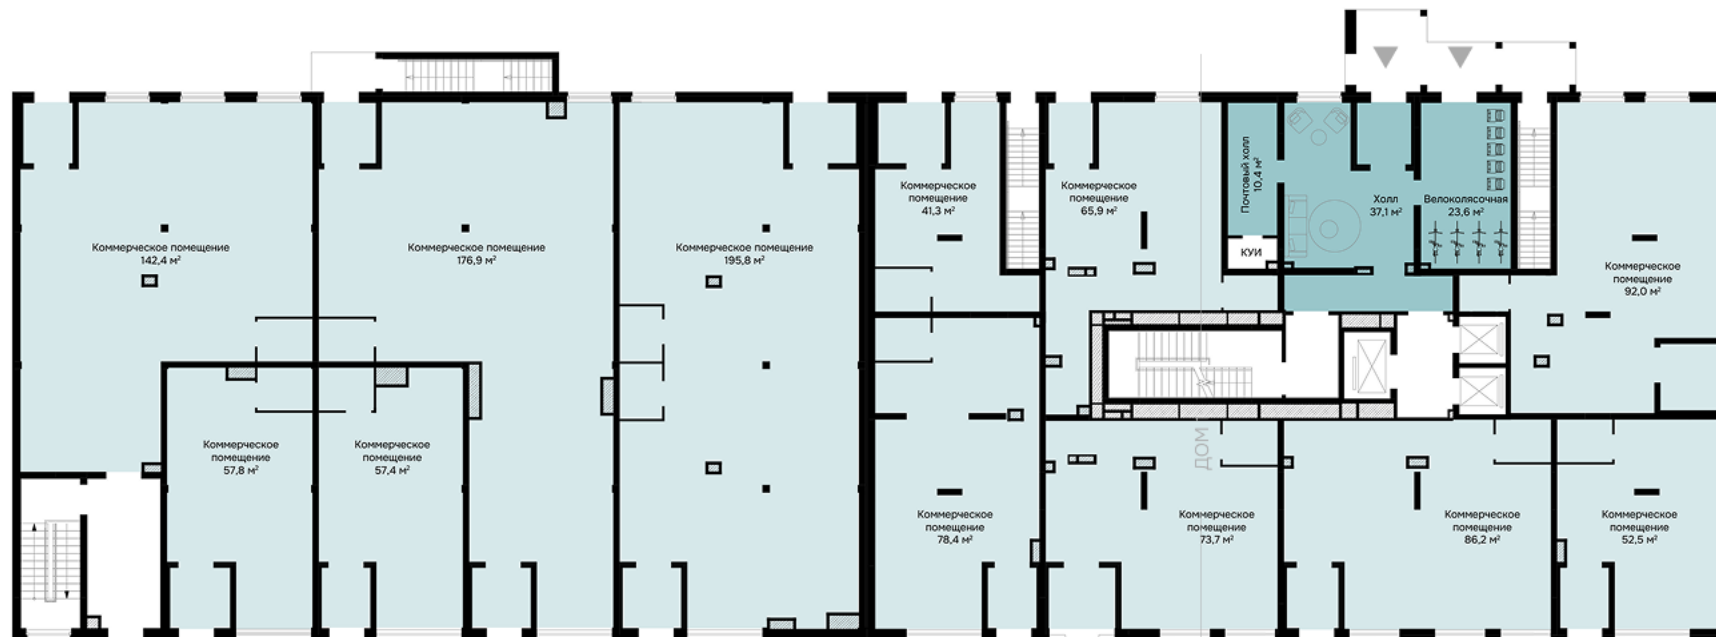 Коммерческое помещение
142,4 м²
Коммерческое помещение
176,9 м²
Коммерческое помещение
195,8 м²
Коммерческое
помещение
41,3 м²
Коммерческое
помещение
65,9 м²
Почтовый холл
10,4 м²
КУИ
Холл
37,1 м²
Велоколясочная
23,6 м²
Коммерческое
помещение
92,0 м²
Коммерческое
помещение
57,8 м²
Коммерческое
помещение
57,4 м²
Коммерческое
помещение
78,4 м²
ДОМ
Коммерческое
помещение
73,7 м²
Коммерческое
помещение
86,2 м²
Коммерческое
помещение
52,5 м²